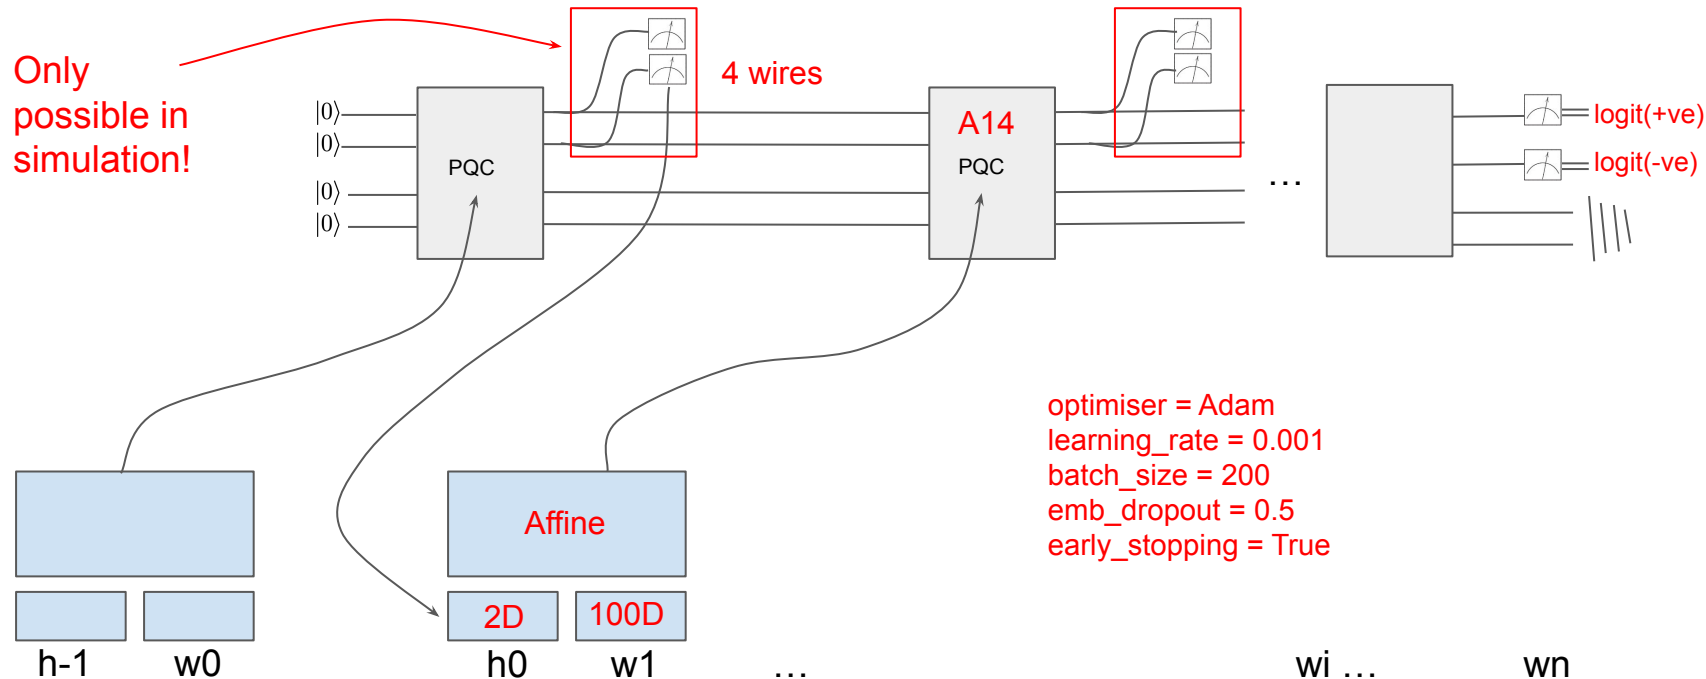 Only
possible in
simulation!
4 wires
|0⟩
|0⟩
|0⟩
|0⟩
PQC
A14
PQC
...
logit(+ve)
logit(-ve)
optimiser = Adam
learning_rate = 0.001
batch_size = 200
emb_dropout = 0.5
early_stopping = True
Affine
2D 100D
h-1 w0 h0 w1 ... wi ... wn